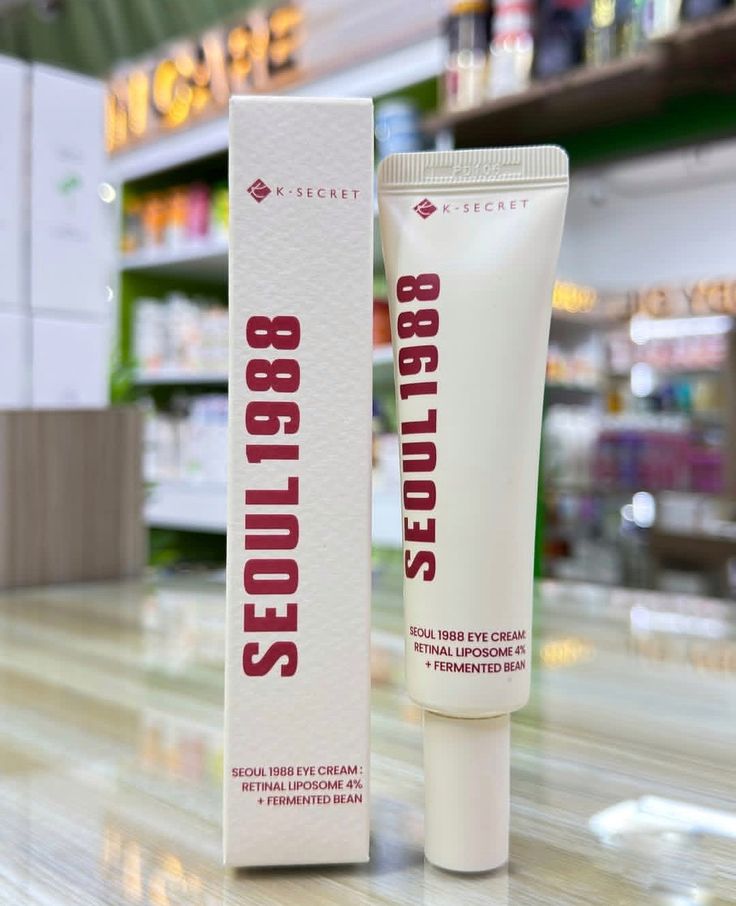 K-SECRET
SEOUL1988
SEOUL 1988 EYE CREAM :
RETINAL LIPOSOME 4%
+ FERMENTED BEAN
K-SECRET
SEOUL1988
SEOUL 1988 EYE CREAM:
RETINAL LIPOSOME 4%
+ FERMENTED BEAN